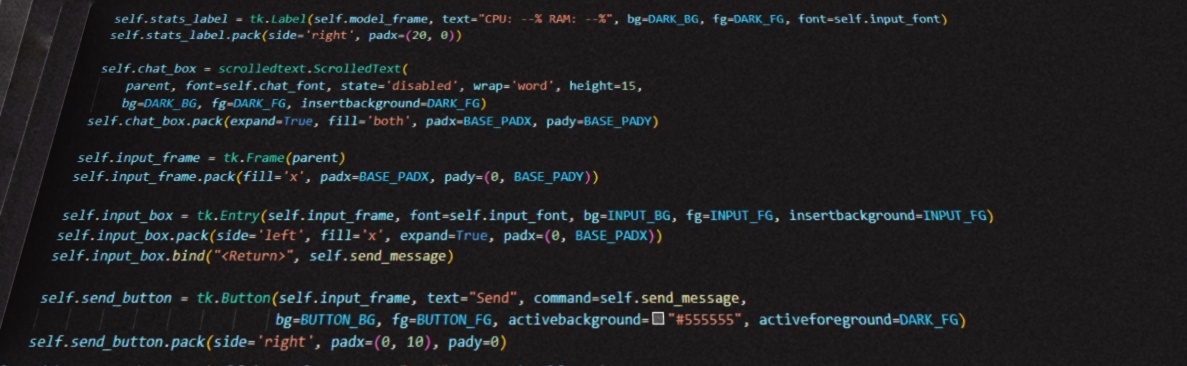 self.stats_label = tk.Label(self.model_frame, text="CPU: --% RAM: --%", bg=DARK_BG, fg=DARK_FG, font=self.input_font)
self.stats_label.pack(side='right', padx=(20, 0))
self.chat_box = scrolledtext.ScrolledText(
parent, font=self.chat_font, state='disabled', wrap='word', height=15,
bg=DARK_BG, fg=DARK_FG, insertbackground=DARK_FG)
self.chat_box.pack(expand=True, fill='both', padx=BASE_PADX, pady=BASE_PADY)
self.input_frame = tk.Frame(parent)
self.input_frame.pack(fill='x', padx=BASE_PADX, pady=(0, BASE_PADY))
self.input_box = tk.Entry(self.input_frame, font=self.input_font, bg=INPUT_BG, fg=INPUT_FG, insertbackground=INPUT_FG)
self.input_box.pack(side='left', fill='x', expand=True, padx=(0, BASE_PADX))
self.input_box.bind("<Return>", self.send_message)
self.send_button = tk.Button(self.input_frame, text="Send", command=self.send_message,
bg=BUTTON_BG, fg=BUTTON_FG, activebackground="#555555", activeforeground=DARK_FG)
self.send_button.pack(side='right', padx=(0, 10), pady=0)